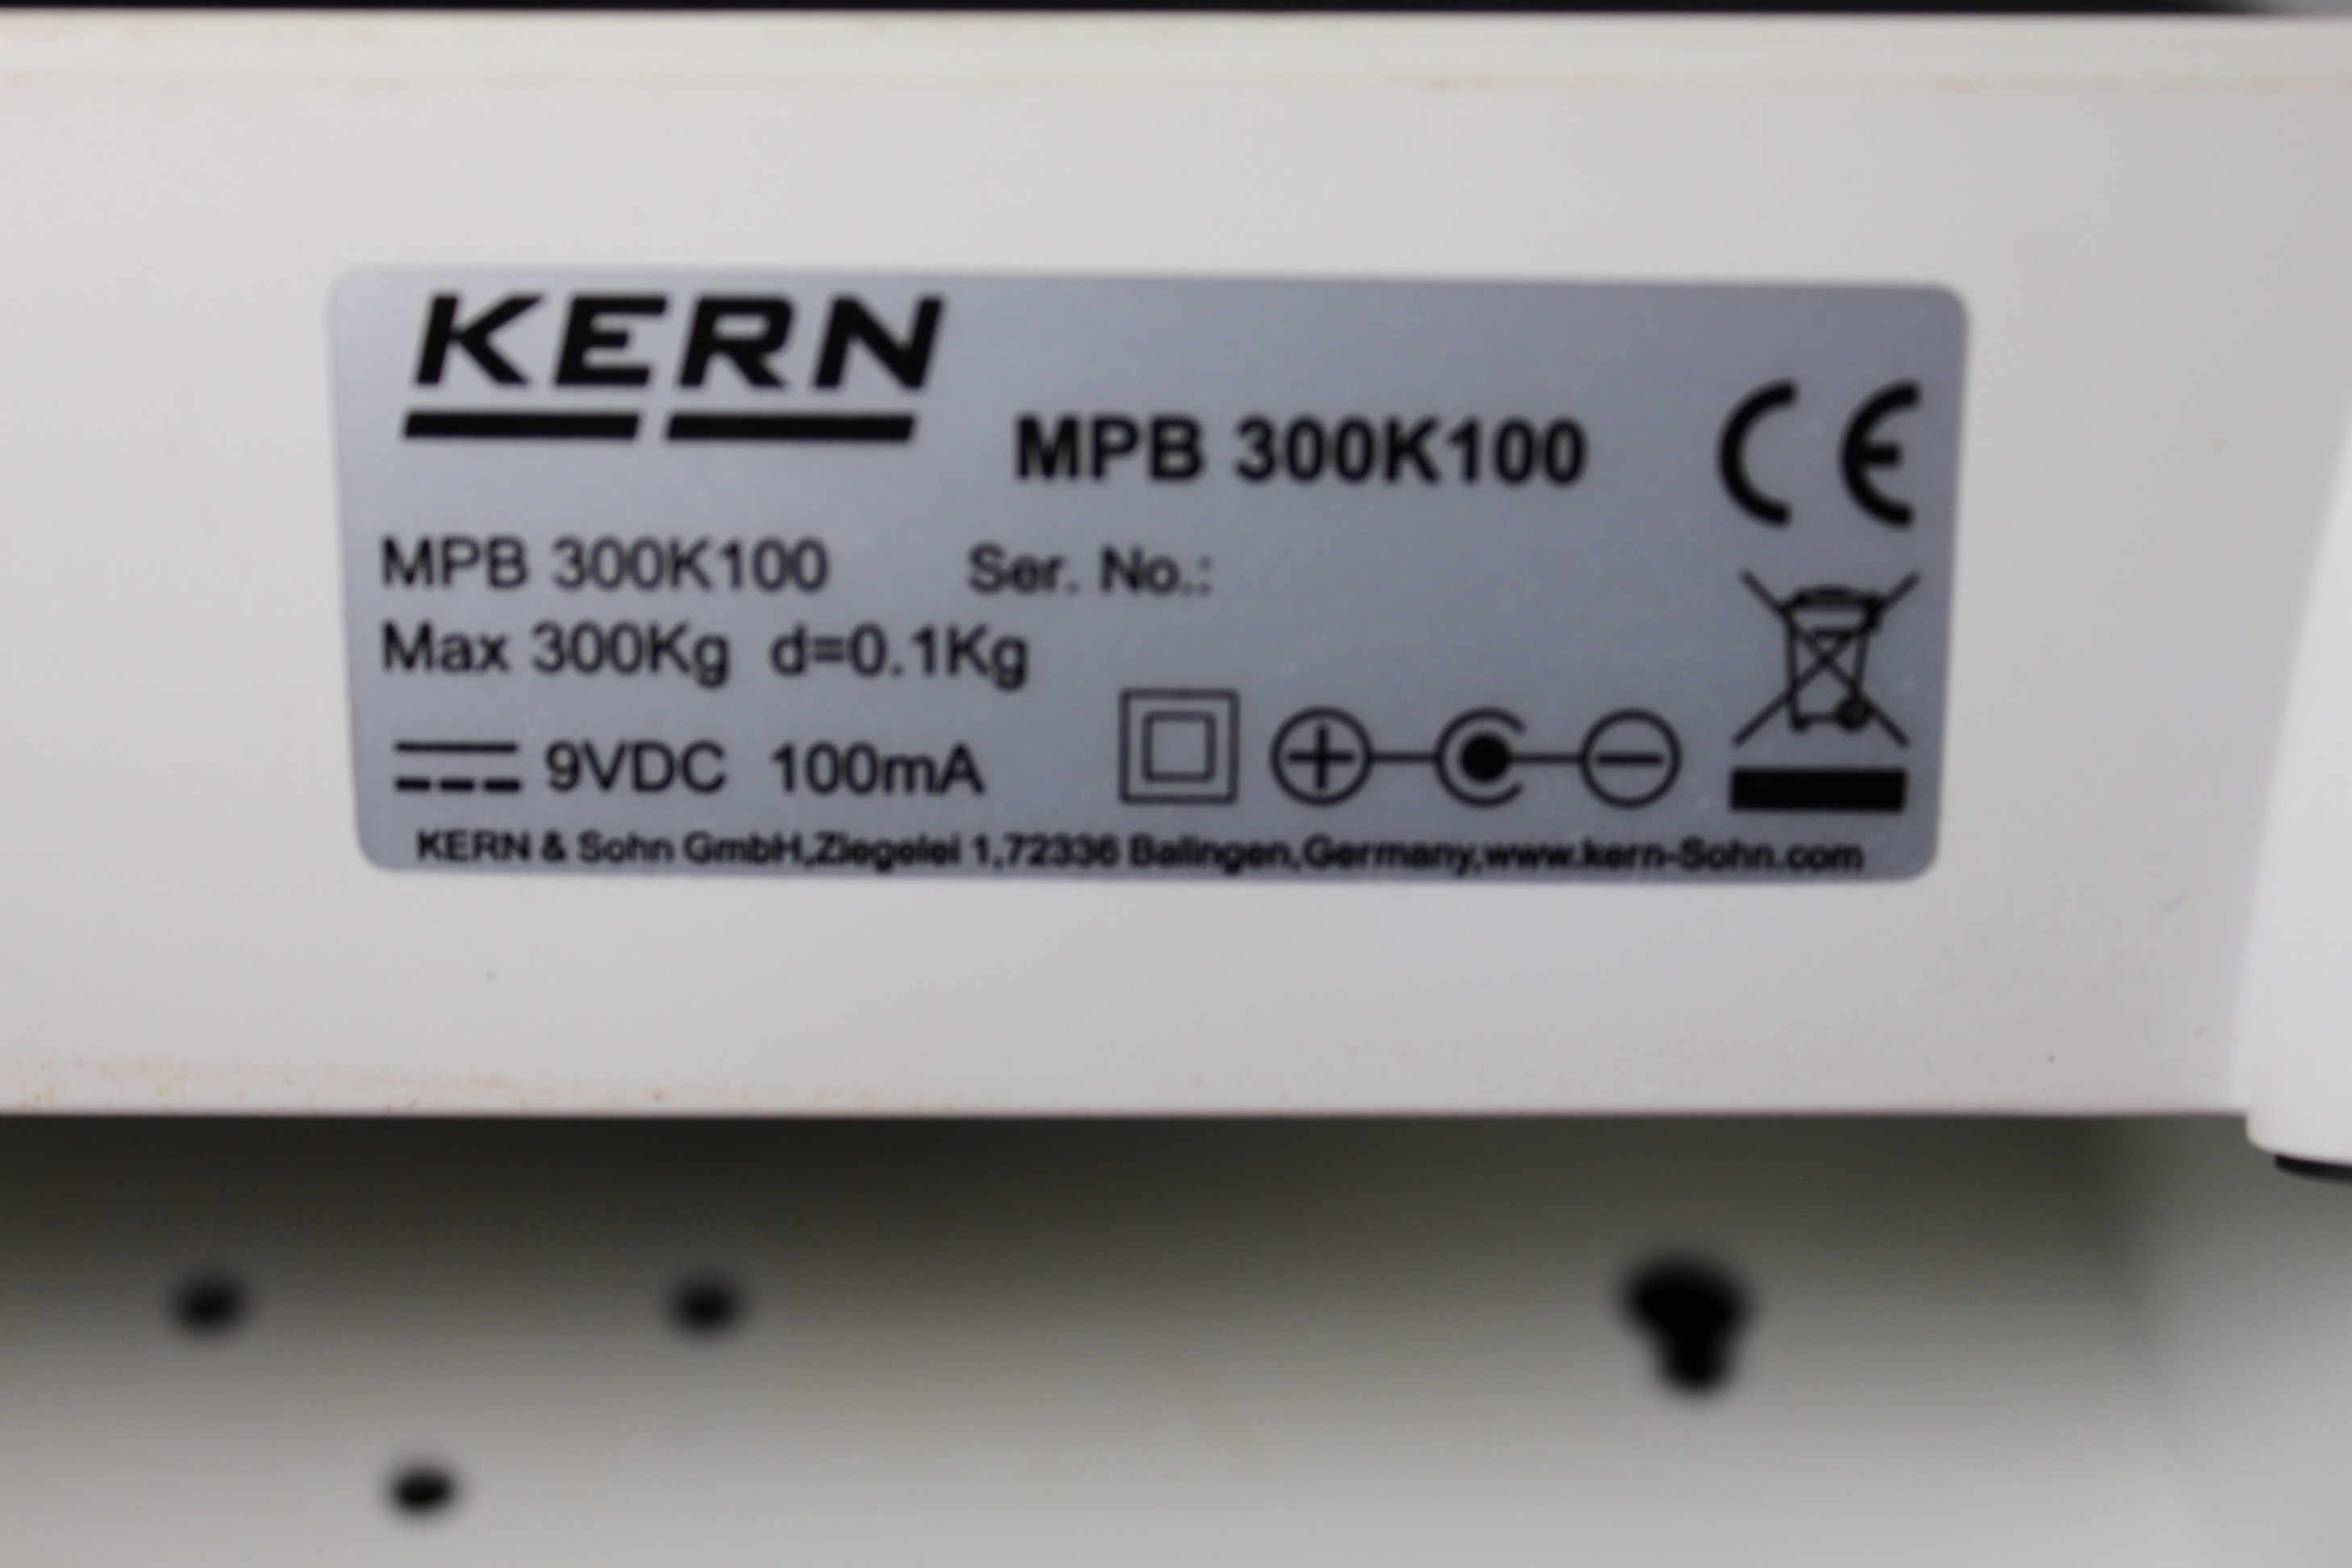 KERN
MPB 300K100
CE
MPB 300K100 Ser. No.:
Max 300Kg d=0.1Kg
9VDC 100mA
KERN & Sohn GmbH,Ziegelei 1,72336 Balingen,Germany,www.kern-Sohn.com